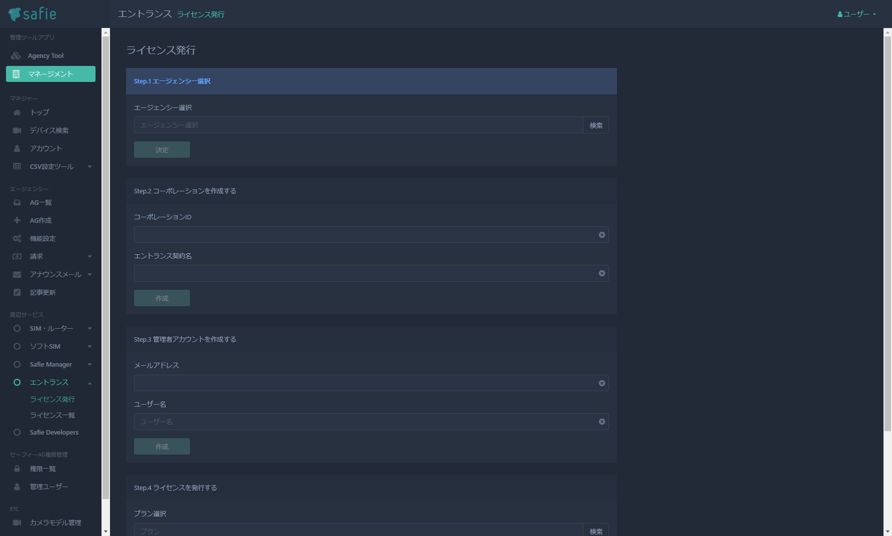 safie
エントランス ライセンス発行
ユーザー
管理ツールアプリ
Agency Tool
マネージメント
マネジャー
トップ
デバイス検索
アカウント
CSV設定ツール
エージェンシー
AG一覧
AG作成
機能設定
請求
アナウンスメール
記事更新
周辺サービス
SIM・ルーター
ソフトSIM
Safie Manager
エントランス
ライセンス発行
ライセンス一覧
Safie Developers
セーフィーAG権限管理
権限一覧
管理ユーザー
ETC
カメラモデル管理
ライセンス発行
Step.1 エージェンシー選択
エージェンシー選択
エージェンシー選択
検索
決定
Step.2 コーポレーションを作成する
コーポレーションID
エントランス契約名
作成
Step.3 管理者アカウントを作成する
メールアドレス
ユーザー名
ユーザー名
作成
Step.4 ライセンスを発行する
プラン選択
プラン
検索